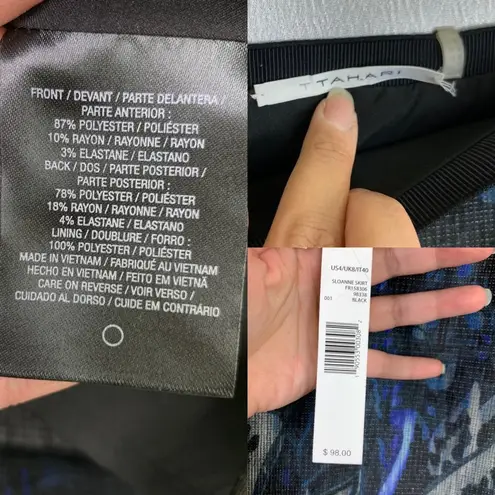 FRONT / DEVANT / PARTE DELANTERA /
PARTE ANTERIOR :
87% POLYESTER / POLIÉSTER
10% RAYON / RAYONNE / RAYON
3% ELASTANE / ELASTANO
BACK / DOS / PARTE POSTERIOR /
PARTE POSTERIOR :
78% POLYESTER / POLIÉSTER
18% RAYON / RAYONNE / RAYON
4% ELASTANE / ELASTANO
LINING / DOUBLURE / FORRO :
100% POLYESTER / POLIÉSTER
MADE IN VIETNAM / FABRIQUÉ AU VIETNAM
HECHO EN VIETNAM / FEITO EM VIETNÃ
CARE ON REVERSE / VOIR VERSO /
CUIDADO AL DORSO / CUIDE EM CONTRÁRIO
T TAHARI
US4/UK8/IT40
SLOANNE SKIRT
001
BLACK
$ 98.00